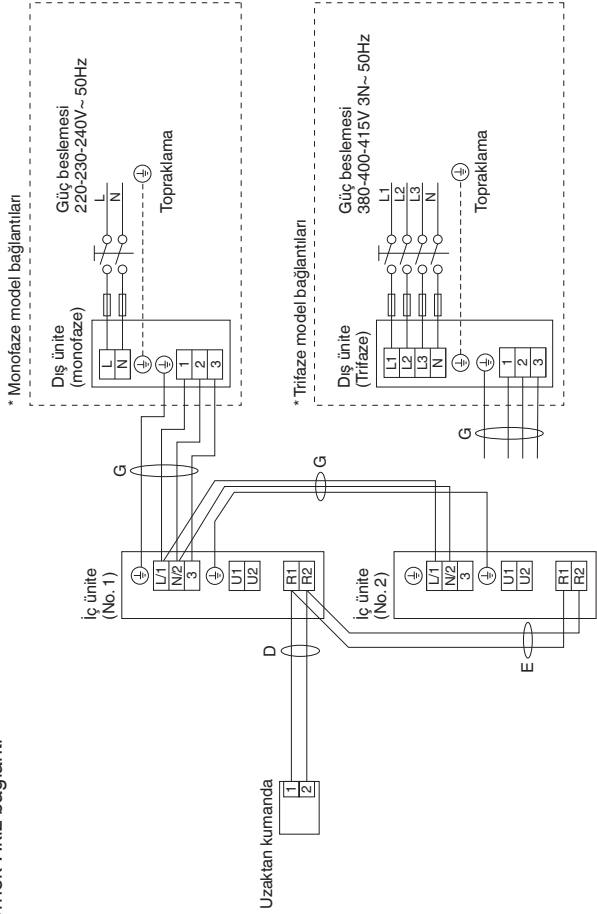 * Monofaze model bağlantıları
Dış ünite
(monofaze)
Güç beslemesi
220-230-240V~ 50Hz
L
N
Topraklama
L
N
1
2
3
G
* Trifaze model bağlantıları
Dış ünite
(Trifaze)
Güç beslemesi
380-400-415V 3N~ 50Hz
L1
L2
L3
N
Topraklama
L1
L2
L3
N
1
2
3
G
İç ünite
(No. 1)
L/1
N/2
3
U1
U2
R1
R2
G
İç ünite
(No. 2)
L/1
N/2
3
U1
U2
R1
R2
D
E
Uzaktan kumanda
1
2